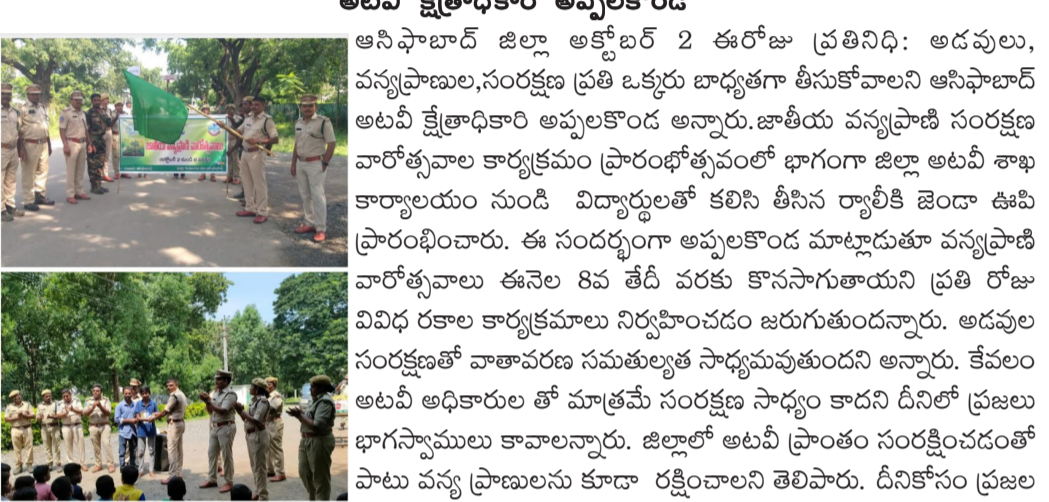 అటవీ క్షేత్రాధికారి అప్పలకొండ
ఆసిఫాబాద్ జిల్లా అక్టోబర్ 2 ఈరోజు ప్రతినిధి: అడవులు,
వన్యప్రాణుల,సంరక్షణ ప్రతి ఒక్కరు బాధ్యతగా తీసుకోవాలని ఆసిఫాబాద్
అటవీ క్షేత్రాధికారి అప్పలకొండ అన్నారు.జాతీయ వన్యప్రాణి సంరక్షణ
వారోత్సవాల కార్యక్రమం ప్రారంభోత్సవంలో భాగంగా జిల్లా అటవీ శాఖ
కార్యాలయం నుండి విద్యార్థులతో కలిసి తీసిన ర్యాలీకి జెండా ఊపి
ప్రారంభించారు. ఈ సందర్భంగా అప్పలకొండ మాట్లాడుతూ వన్యప్రాణి
వారోత్సవాలు ఈనెల 8వ తేదీ వరకు కొనసాగుతాయని ప్రతి రోజు
వివిధ రకాల కార్యక్రమాలు నిర్వహించడం జరుగుతుందన్నారు. అడవుల
సంరక్షణతో వాతావరణ సమతుల్యత సాధ్యమవుతుందని అన్నారు. కేవలం
అటవీ అధికారుల తో మాత్రమే సంరక్షణ సాధ్యం కాదని దీనిలో ప్రజలు
భాగస్వాములు కావాలన్నారు. జిల్లాలో అటవీ ప్రాంతం సంరక్షించడంతో
పాటు వన్య ప్రాణులను కూడా రక్షించాలని తెలిపారు. దీనికోసం ప్రజల